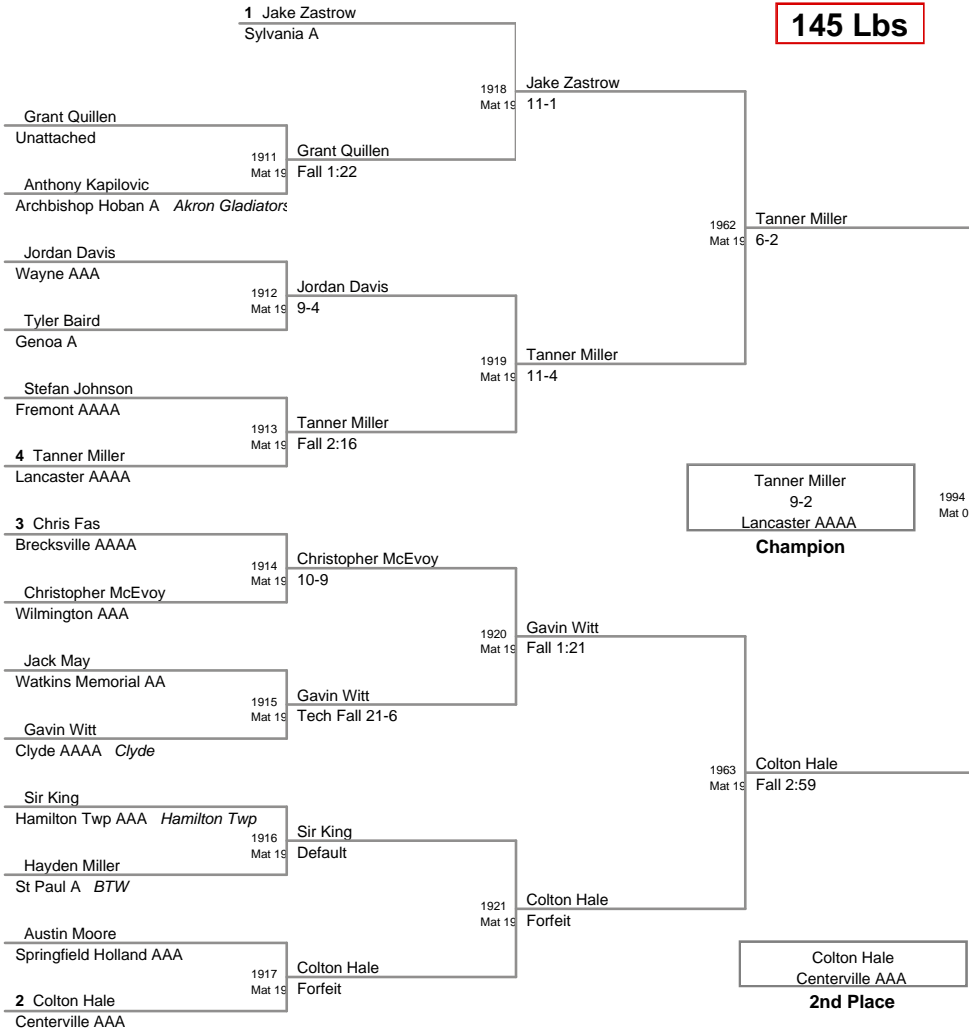 145 Lbs
1 Jake Zastrow
Sylvania A
1918
Mat 19
Jake Zastrow
11-1
Grant Quillen
Unattached
1911
Mat 19
Grant Quillen
Fall 1:22
Anthony Kapilovic
Archbishop Hoban A Akron Gladiators
1962
Mat 19
Tanner Miller
6-2
Jordan Davis
Wayne AAA
1912
Mat 19
Jordan Davis
9-4
Tyler Baird
Genoa A
1919
Mat 19
Tanner Miller
11-4
Stefan Johnson
Fremont AAAA
1913
Mat 19
Tanner Miller
Fall 2:16
4 Tanner Miller
Lancaster AAAA
Tanner Miller
9-2
Lancaster AAAA
Champion
1994
Mat 0
3 Chris Fas
Brecksville AAAA
1914
Mat 19
Christopher McEvoy
10-9
Christopher McEvoy
Wilmington AAA
1920
Mat 19
Gavin Witt
Fall 1:21
Jack May
Watkins Memorial AA
1915
Mat 19
Gavin Witt
Tech Fall 21-6
Gavin Witt
Clyde AAAA Clyde
1963
Mat 19
Colton Hale
Fall 2:59
Sir King
Hamilton Twp AAA Hamilton Twp
1916
Mat 19
Sir King
Default
Hayden Miller
St Paul A BTW
1921
Mat 19
Colton Hale
Forfeit
Austin Moore
Springfield Holland AAA
1917
Mat 19
Colton Hale
Forfeit
2 Colton Hale
Centerville AAA
Colton Hale
Centerville AAA
2nd Place